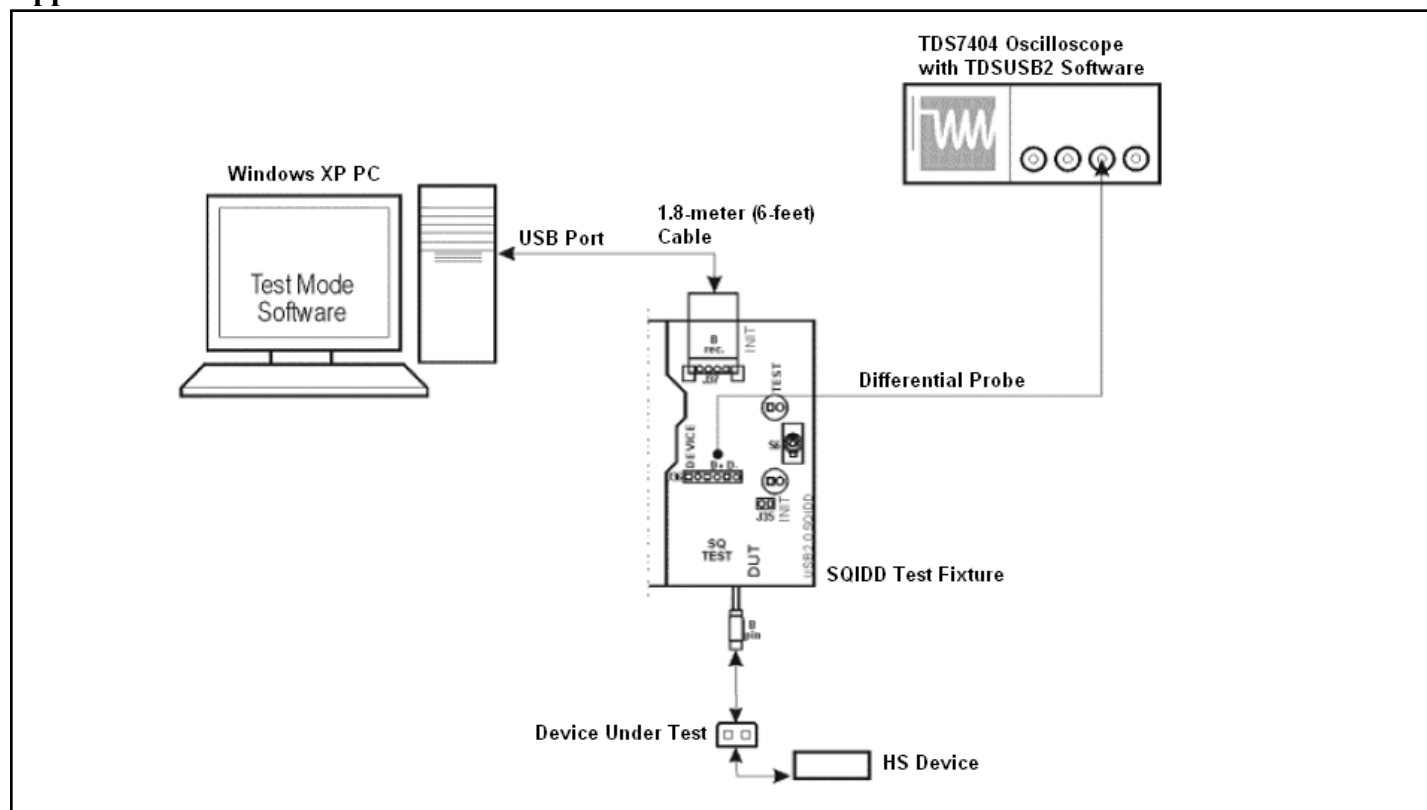 TDS7404 Oscilloscope
with TDSUSB2 Software
Windows XP PC
1.8-meter (6-feet)
Cable
USB Port
Test Mode
Software
B
rec.
INIT
J37
TEST
Differential Probe
DEVICE
S6
D+ D-
INIT
J35
SQ
TEST
DUT
USB2.0SQIDD
SQIDD Test Fixture
B
pin
Device Under Test
HS Device